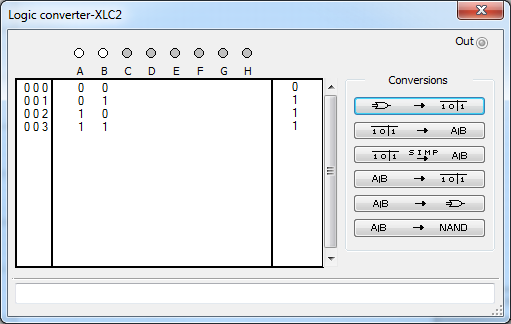 Logic converter-XLC2
Out
A B C D E F G H
000 0 0 0
001 0 1 1
002 1 0 1
003 1 1 1
Conversions
→ 1 0 1
1 0 1 → A|B
1 0 1 SIMP → A|B
A|B → 1 0 1
A|B →
A|B → NAND